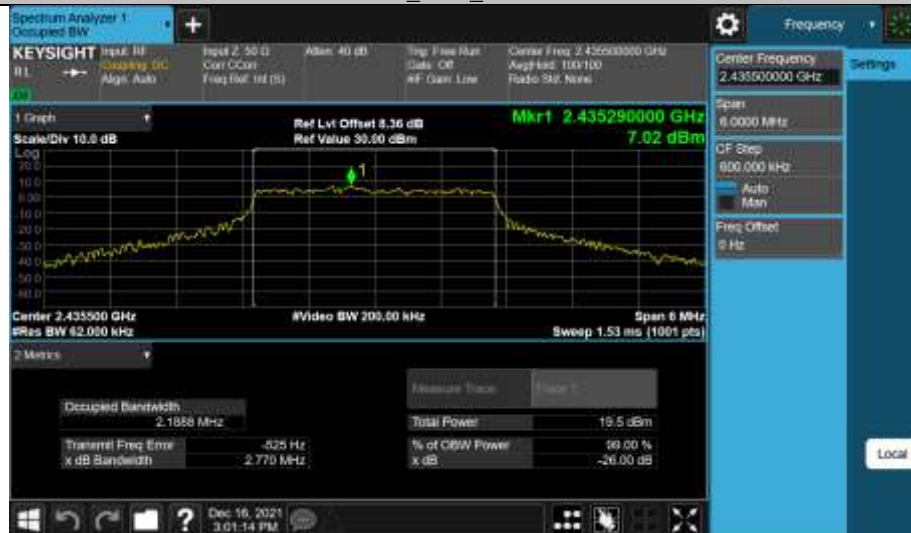 Spectrum Analyzer 1
Occupied BW
Frequency
KEYSIGHT Input: RF
Coupling: DC
Align: Auto
Input Z: 50 Ω
Corr CCorr
Freq Ref: Int (S)
Atten: 40 dB
Trig: Free Run
Gate: Off
#IF Gain: Low
Center Freq: 2.435500000 GHz
Avg|Hold: 100/100
Radio Std: None
Center Frequency
2.435500000 GHz
Settings
Span
6.0000 MHz
CF Step
600.000 kHz
Auto
Man
Freq Offset
0 Hz
1 Graph
Scale/Div 10.0 dB
Ref Lvl Offset 8.36 dB
Ref Value 30.00 dBm
Mkr1 2.435290000 GHz
7.02 dBm
Log
20.0
10.0
0.00
-10.0
-20.0
-30.0
-40.0
-50.0
-60.0
1
Center 2.435500 GHz
#Res BW 62.000 kHz
#Video BW 200.00 kHz
Span 6 MHz
Sweep 1.53 ms (1001 pts)
2 Metrics
Measure Trace
Trace 1
Occupied Bandwidth
2.1888 MHz
Total Power
19.5 dBm
Transmit Freq Error
-825 Hz
% of OBW Power
99.00 %
x dB Bandwidth
2.770 MHz
x dB
-26.00 dB
Local
Dec 16, 2021
3:01:14 PM